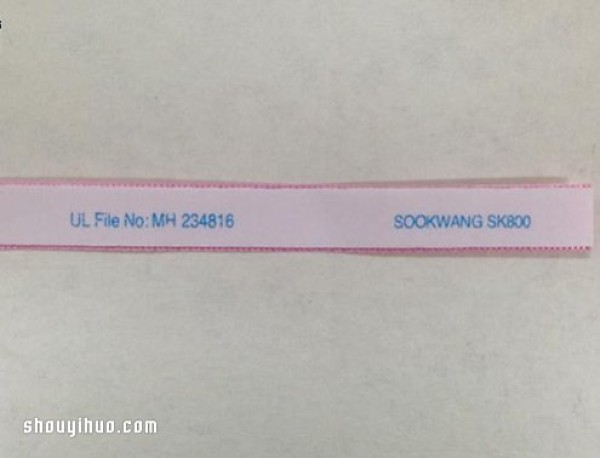 UL File No: MH 234816
SOOKWANG SK800
shouyihuo.com